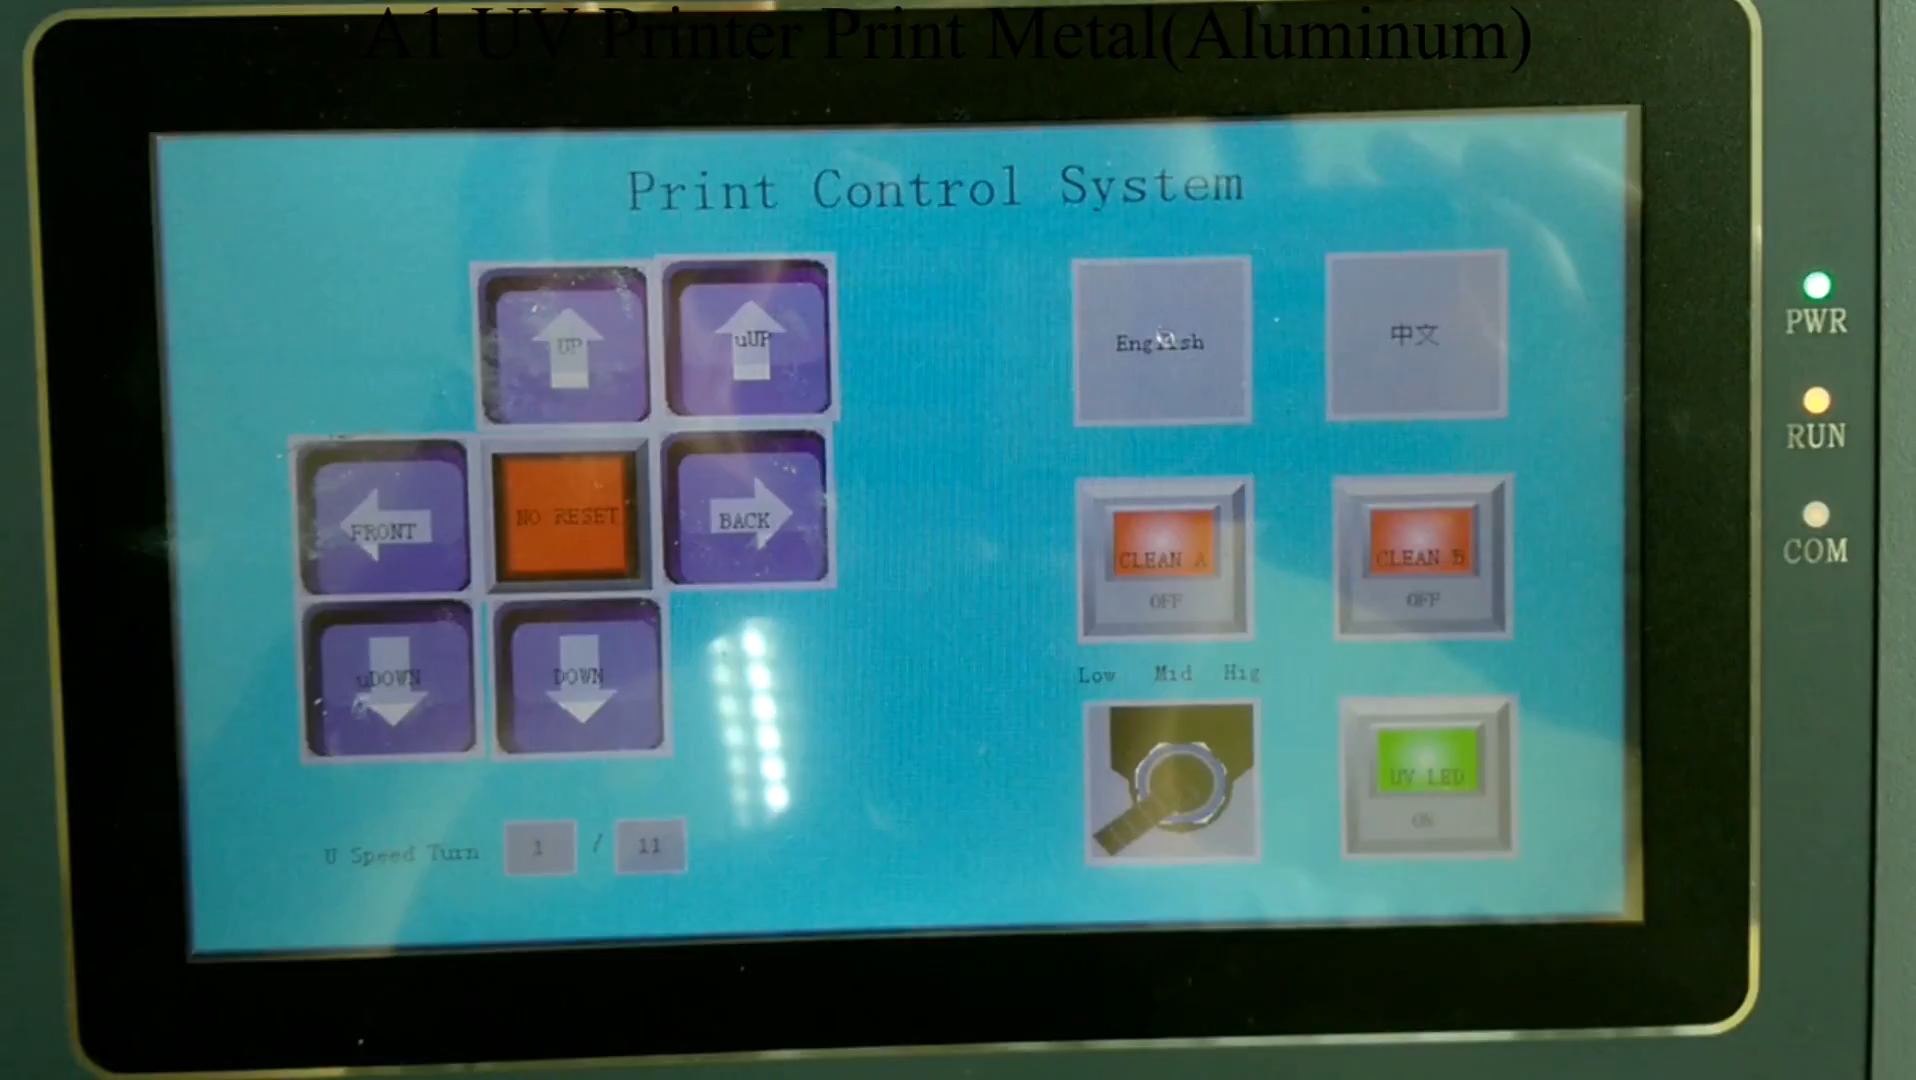 A1 UV Printer Print Metal(Aluminum)
Print Control System
UP
uUP
English
中文
PWR
RUN
COM
FRONT
NO RESET
BACK
CLEAN A
OFF
CLEAN B
OFF
uDOWN
DOWN
Low Mid Hig
UV LED
ON
U Speed Turn 1 / 11